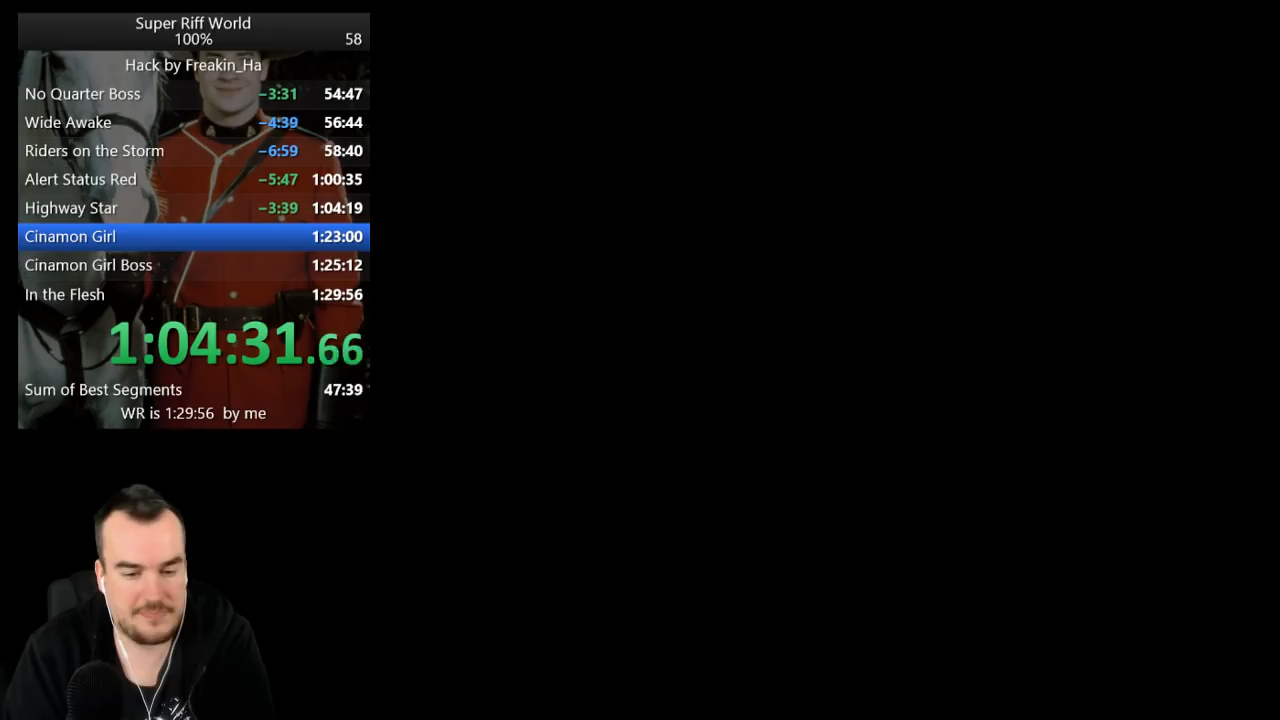 Super Riff World
100% 58
Hack by Freakin_Ha
No Quarter Boss −3:31 54:47
Wide Awake −4:39 56:44
Riders on the Storm −6:59 58:40
Alert Status Red −5:47 1:00:35
Highway Star −3:39 1:04:19
Cinamon Girl 1:23:00
Cinamon Girl Boss 1:25:12
In the Flesh 1:29:56
1:04:31.66
Sum of Best Segments 47:39
WR is 1:29:56 by me